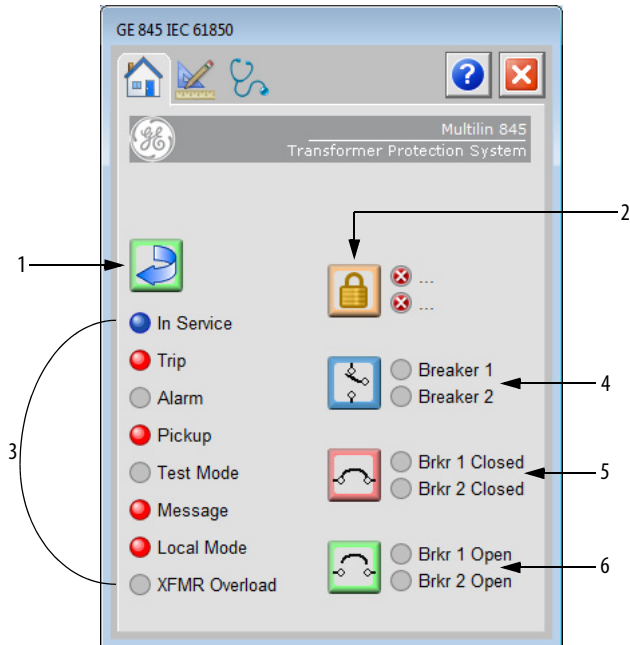 GE 845 IEC 61850
?
GE
Multilin 845
Transformer Protection System
2
1
...
...
In Service
Trip
Alarm
Pickup
Test Mode
Message
Local Mode
XFMR Overload
3
Breaker 1
Breaker 2
4
Brkr 1 Closed
Brkr 2 Closed
5
Brkr 1 Open
Brkr 2 Open
6